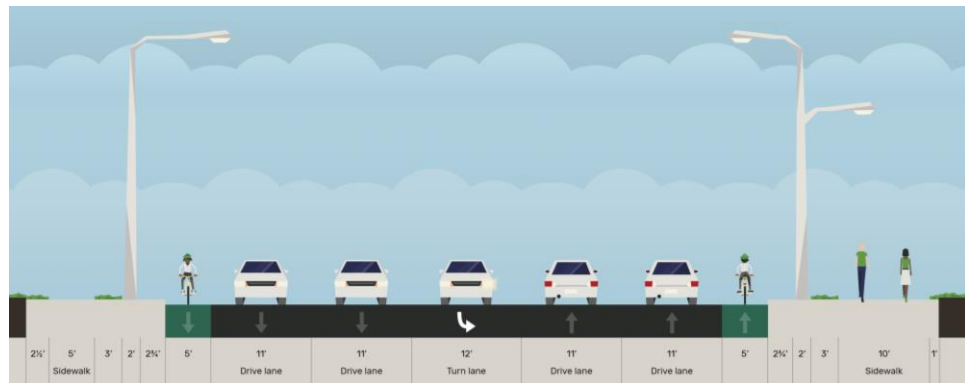 2½' 5' 3' 2' 2¾' 5' 11' 11' 12' 11' 11' 5' 2¾' 2' 3' 10' 1'
Sidewalk Drive lane Drive lane Turn lane Drive lane Drive lane Sidewalk